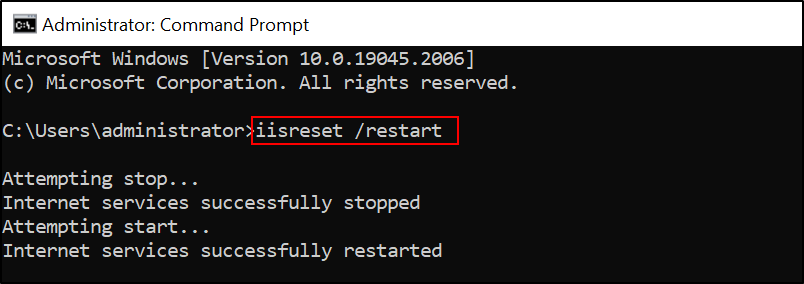 Administrator: Command Prompt
Microsoft Windows [Version 10.0.19045.2006]
(c) Microsoft Corporation. All rights reserved.
C:\Users\administrator>iisreset /restart
Attempting stop...
Internet services successfully stopped
Attempting start...
Internet services successfully restarted